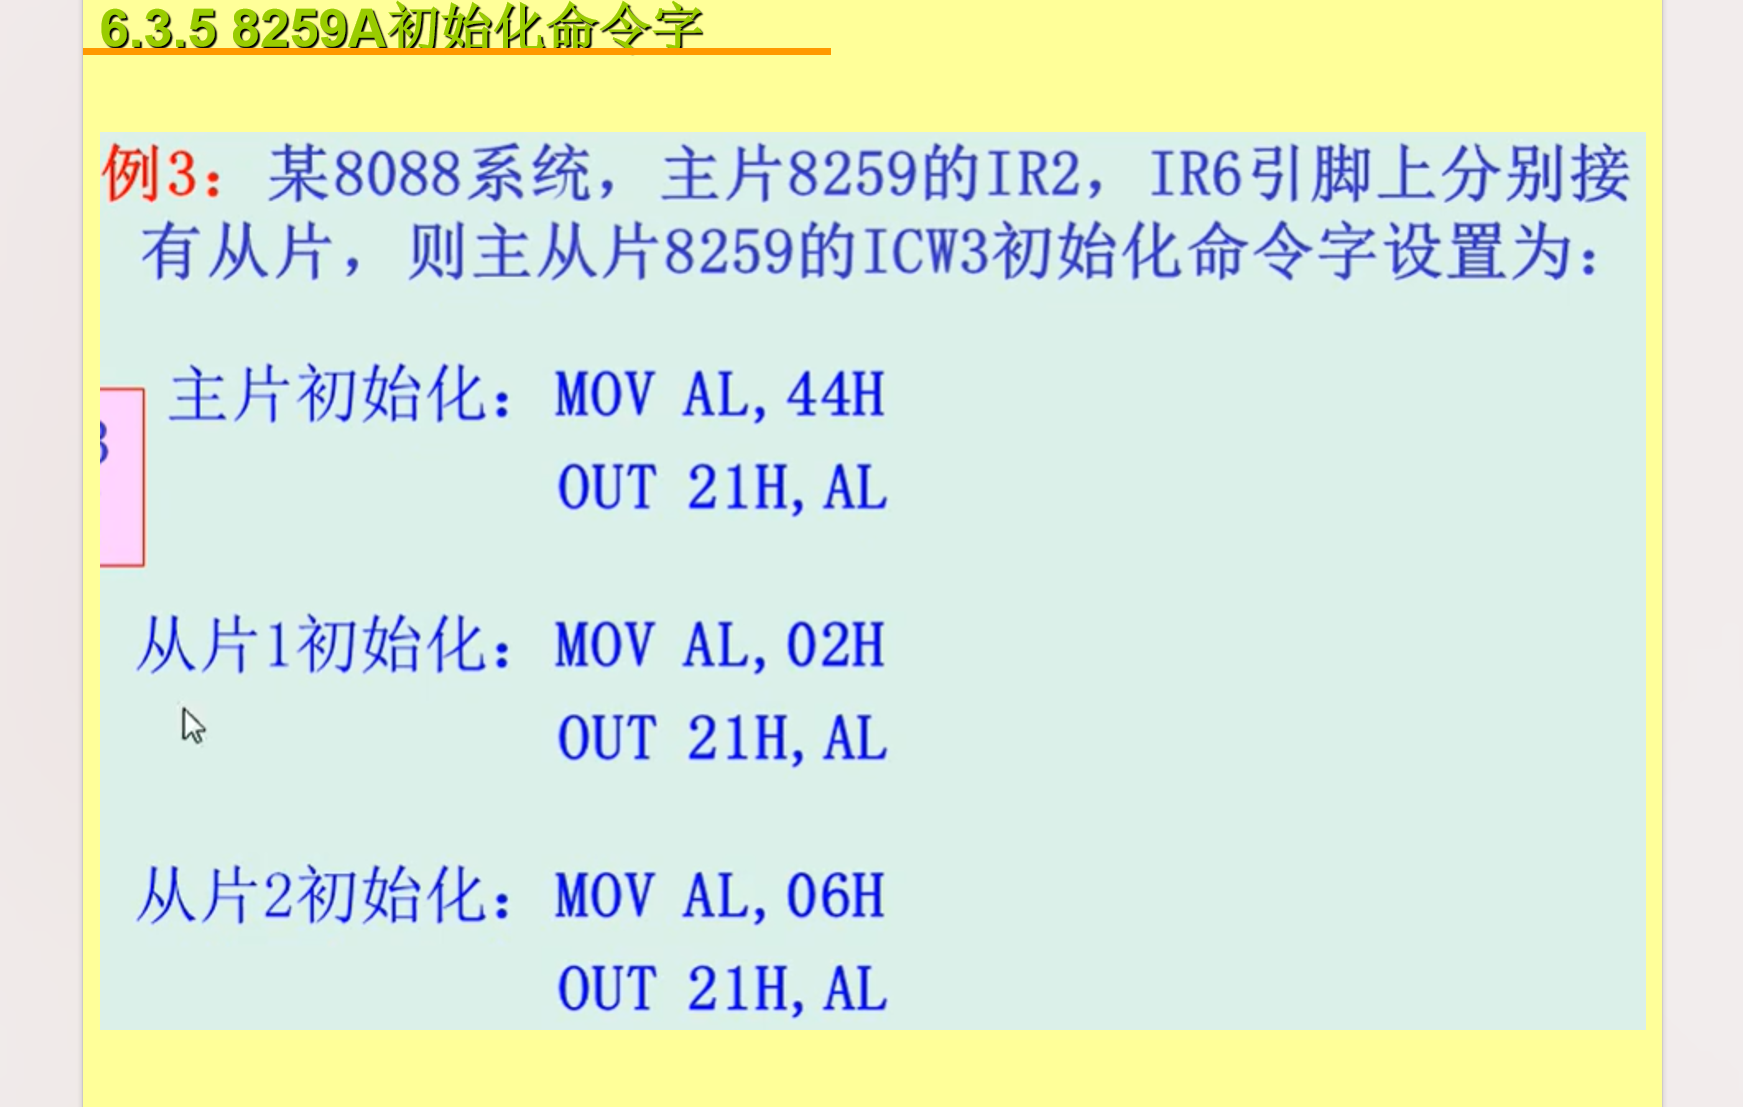 6.3.5 8259A初始化命令字
例3：某8088系统，主片8259的IR2，IR6引脚上分别接
有从片，则主从片8259的ICW3初始化命令字设置为：
主片初始化：MOV AL,44H
OUT 21H,AL
从片1初始化：MOV AL,02H
OUT 21H,AL
从片2初始化：MOV AL,06H
OUT 21H,AL